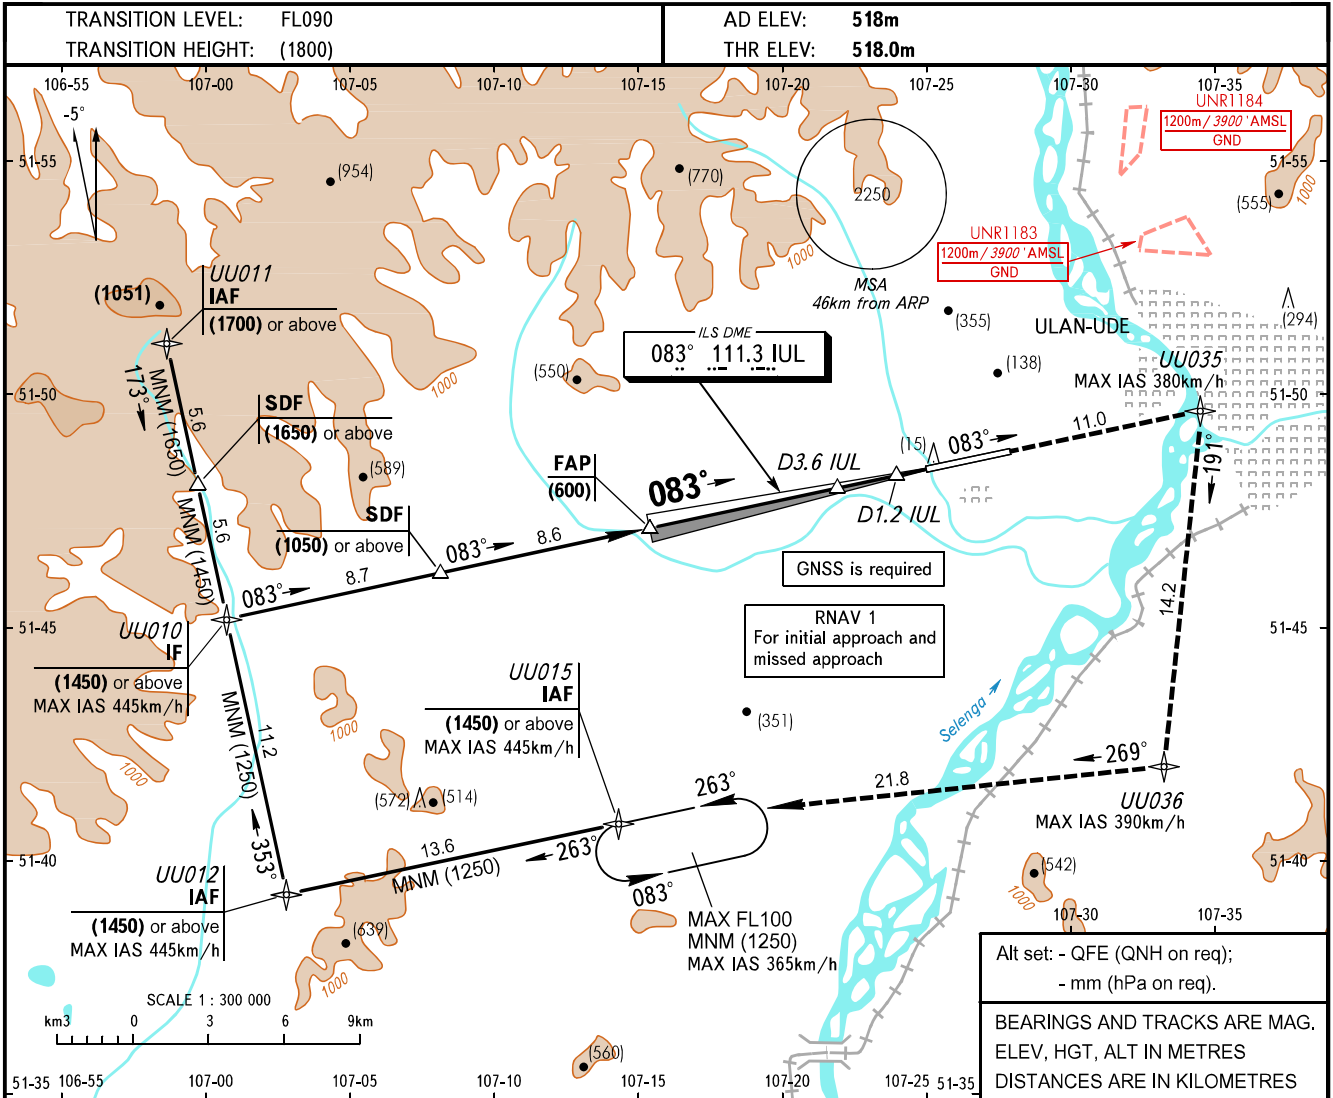 TRANSITION LEVEL: FL090
TRANSITION HEIGHT: (1800)
AD ELEV: 518m
THR ELEV: 518.0m
106-55
107-00
107-05
107-10
107-15
107-20
107-25
107-30
107-35
-5°
51-55
51-55
(954)
(770)
2250
MSA
46km from ARP
UNR1184
1200m/3900'AMSL
GND
(555)
1000
UNR1183
1200m/3900'AMSL
GND
1000
(1051)
UU011
IAF
(1700) or above
173°
MNM (1650)
5.6
ILS DME
083° 111.3 IUL
(550)
(355)
(138)
ULAN-UDE
(294)
UU035
MAX IAS 380km/h
51-50
51-50
1000
SDF
(1650) or above
(589)
FAP
(600)
083°
D3.6 IUL
(15)
083°
11.0
191°
D1.2 IUL
SDF
(1050) or above
MNM (1450)
5.6
083°
8.7
083°
8.6
GNSS is required
RNAV 1
For initial approach and
missed approach
14.2
51-45
51-45
UU010
IF
(1450) or above
MAX IAS 445km/h
UU015
IAF
(1450) or above
MAX IAS 445km/h
(351)
Selenga
1000
1000
MNM (1250)
11.2
353°
(572)
(514)
263°
21.8
269°
UU036
MAX IAS 390km/h
13.6
MNM (1250)
263°
083°
51-40
51-40
UU012
IAF
(1450) or above
MAX IAS 445km/h
(639)
1000
MAX FL100
MNM (1250)
MAX IAS 365km/h
(542)
1000
107-30
107-35
SCALE 1 : 300 000
km3 0 3 6 9km
(560)
Alt set: - QFE (QNH on req);
- mm (hPa on req).
BEARINGS AND TRACKS ARE MAG.
ELEV, HGT, ALT IN METRES
DISTANCES ARE IN KILOMETRES
51-35
106-55
107-00
107-05
107-10
107-15
107-20
107-25
51-35